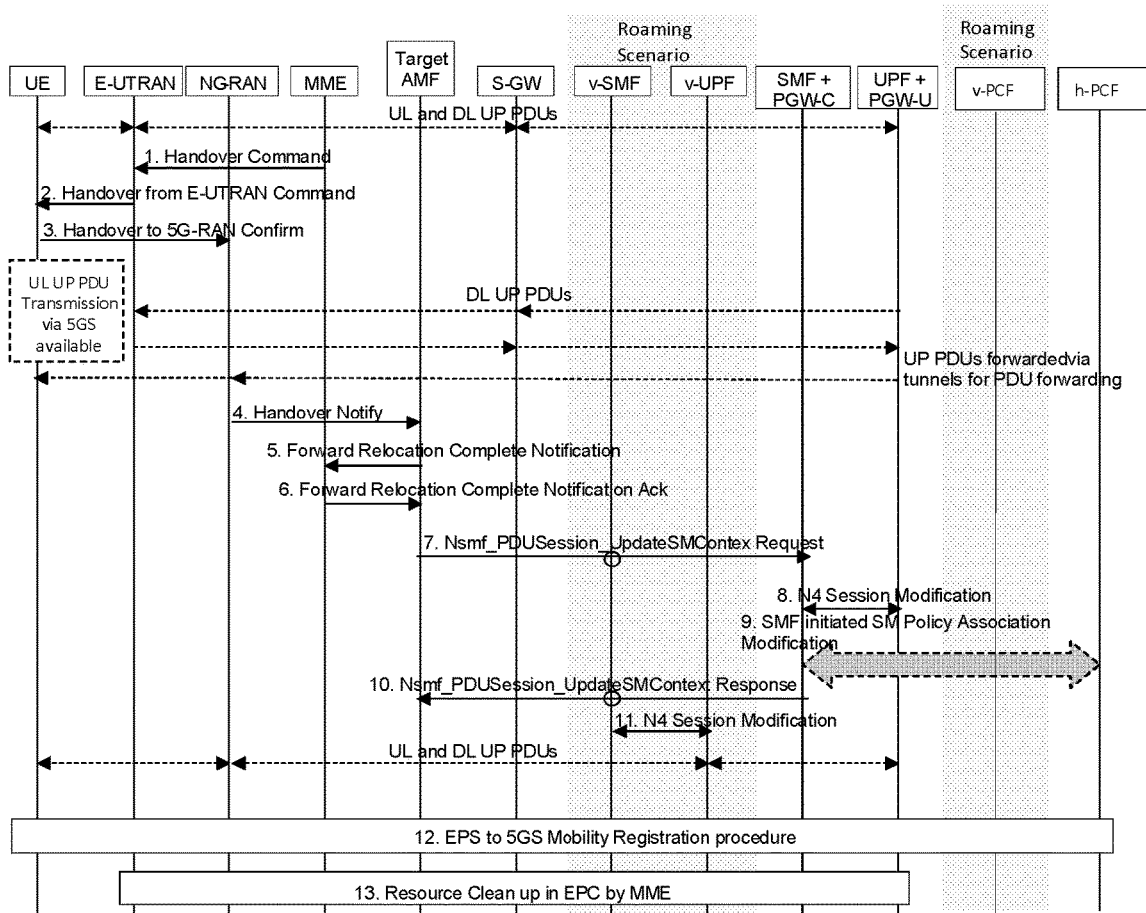 Roaming
Scenario
Roaming
Scenario
UE
E-UTRAN
NGRAN
MME
Target
AMF
S-GW
v-SMF
v-UPF
SMF +
PGW-C
UPF +
PGW-U
v-PCF
h-PCF
UL and DL UP PDUs
1. Handover Command
2. Handover from E-UTRAN Command
3. Handover to 5G-RAN Confirm
UL UP PDU
Transmission
via 5GS
available
DL UP PDUs
UP PDUs forwardedvia
tunnels for PDU forwarding
4. Handover Notify
5. Forward Relocation Complete Notification
6. Forward Relocation Complete Notification Ack
7. Nsmf_PDUSession_UpdateSMContex Request
8. N4 Session Modification
9. SMF initiated SM Policy Association
Modification
10. Nsmf_PDUSession_UpdateSMContext Response
11. N4 Session Modification
UL and DL UP PDUs
12. EPS to 5GS Mobility Registration procedure
13. Resource Clean up in EPC by MME